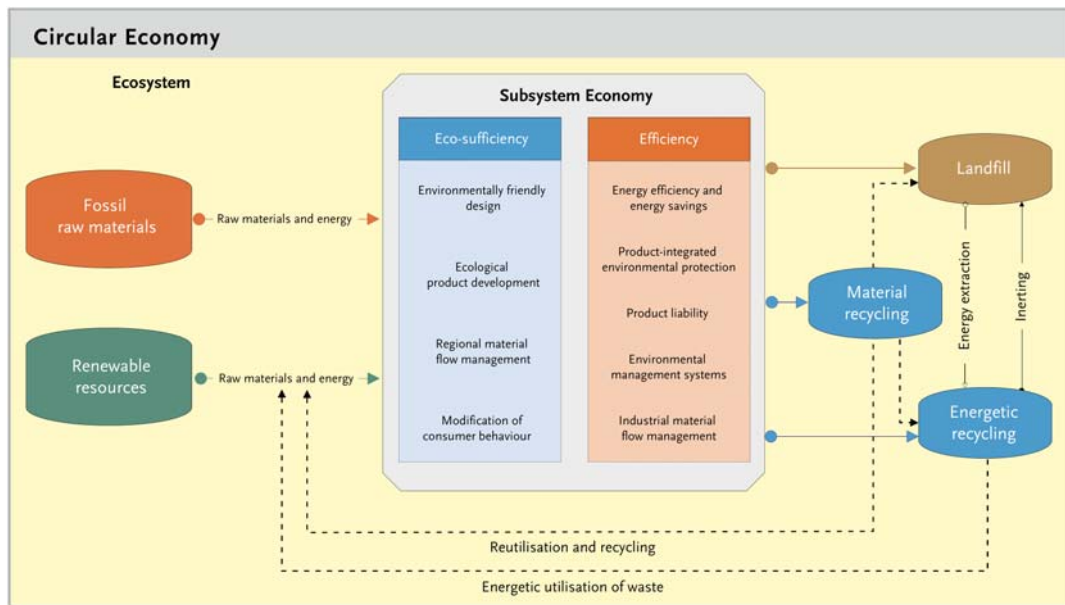 Circular Economy
Ecosystem
Subsystem Economy
Eco-sufficiency
Efficiency
Environmentally friendly
design
Ecological
product development
Regional material
flow management
Modification of
consumer behaviour
Energy efficiency and
energy savings
Product-integrated
environmental protection
Product liability
Environmental
management systems
Industrial material
flow management
Fossil
raw materials
Raw materials and energy
Renewable
resources
Raw materials and energy
Landfill
Material
recycling
Energy extraction
Inerting
Energetic
recycling
Reutilisation and recycling
Energetic utilisation of waste